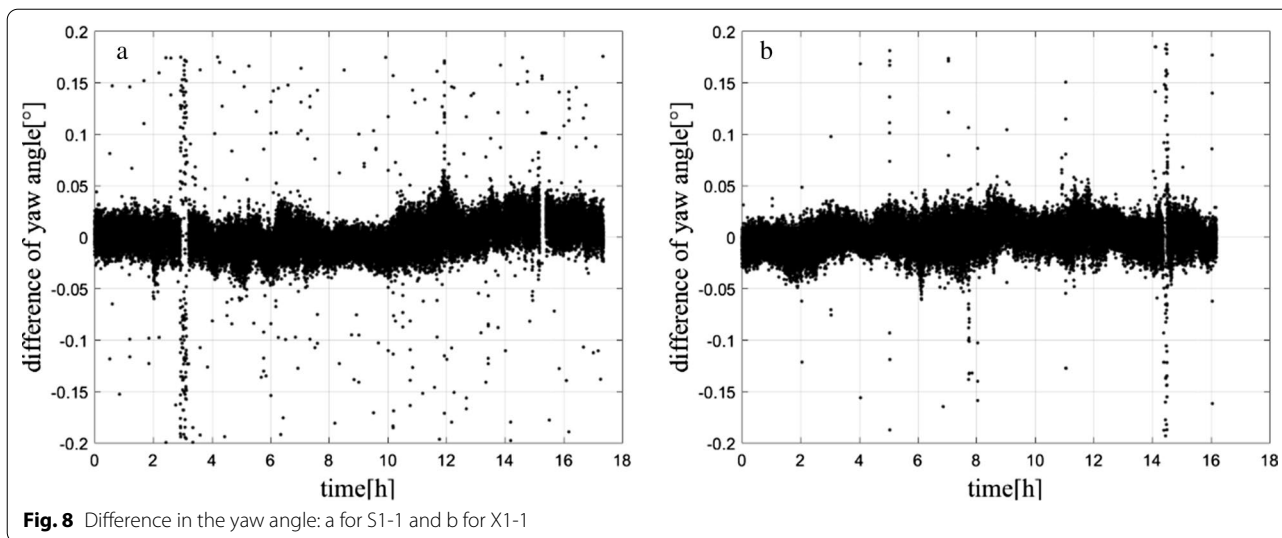 a
difference of yaw angle[°]
0.2
0.15
0.1
0.05
0
-0.05
-0.1
-0.15
-0.2
0 2 4 6 8 10 12 14 16 18
time[h]
b
difference of yaw angle[°]
0.2
0.15
0.1
0.05
0
-0.05
-0.1
-0.15
-0.2
0 2 4 6 8 10 12 14 16 18
time[h]
Fig. 8 Difference in the yaw angle: a for S1-1 and b for X1-1